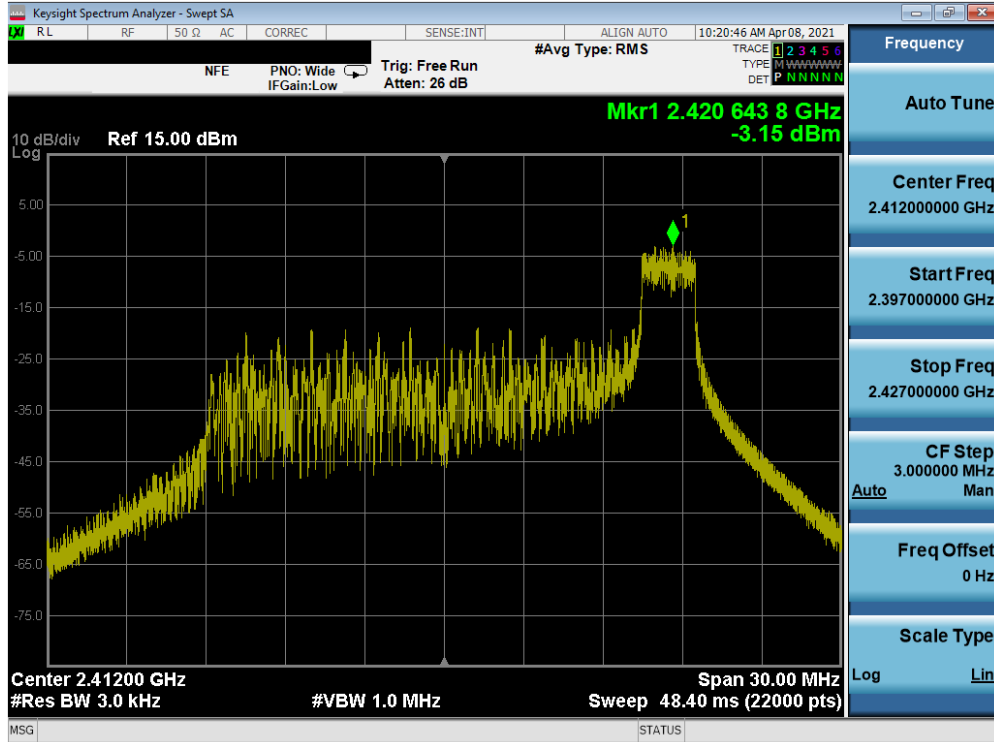 Keysight Spectrum Analyzer - Swept SA
LXI RL RF 50 Ω AC CORREC SENSE:INT ALIGN AUTO 10:20:46 AM Apr 08, 2021
NFE PNO: Wide Trig: Free Run #Avg Type: RMS TRACE 1 2 3 4 5 6
IFGain:Low Atten: 26 dB TYPE M WWWWW
DET P N N N N N
Mkr1 2.420 643 8 GHz
-3.15 dBm
10 dB/div Ref 15.00 dBm
Log
1
5.00
-5.00
-15.0
-25.0
-35.0
-45.0
-55.0
-65.0
-75.0
Center 2.41200 GHz Span 30.00 MHz
#Res BW 3.0 kHz #VBW 1.0 MHz Sweep 48.40 ms (22000 pts)
MSG STATUS
Frequency
Auto Tune
Center Freq
2.412000000 GHz
Start Freq
2.397000000 GHz
Stop Freq
2.427000000 GHz
CF Step
3.000000 MHz
Auto Man
Freq Offset
0 Hz
Scale Type
Log Lin